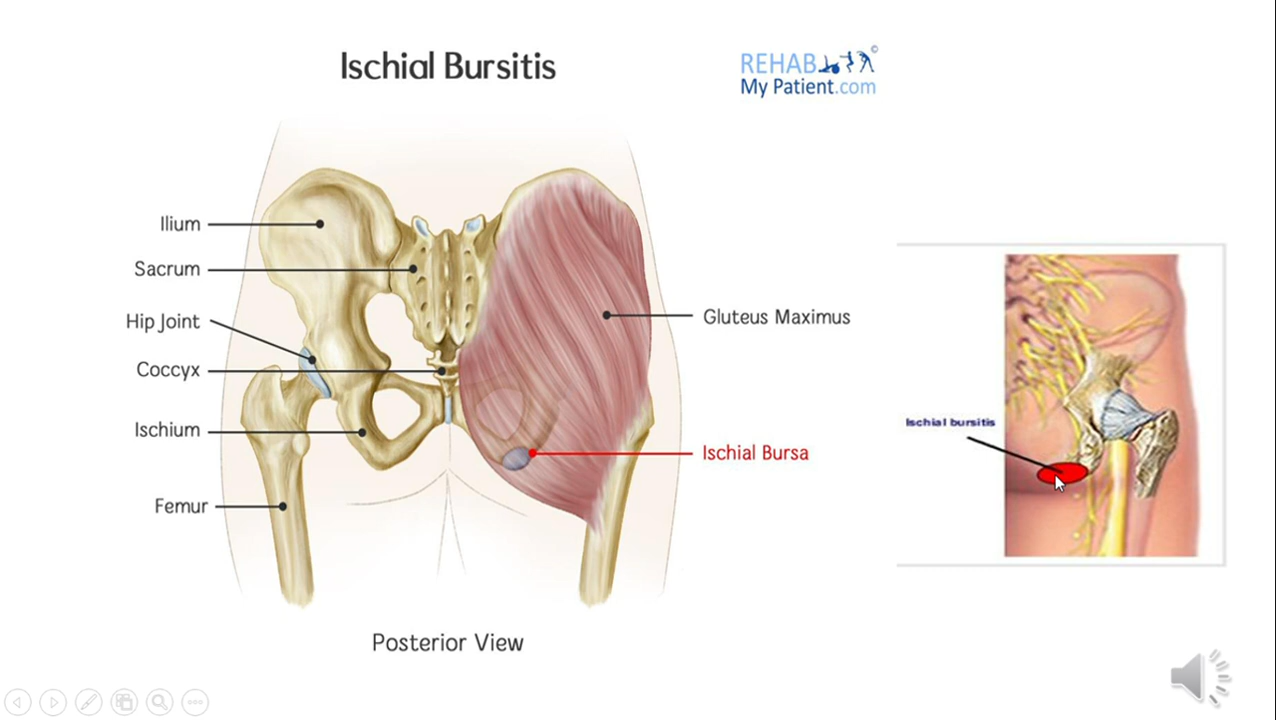 Ischial Bursitis
REHAB
My Patient.com
©
Ilium
Sacrum
Hip Joint
Coccyx
Ischium
Femur
Gluteus Maximus
Ischial Bursa
Ischial bursitis
Posterior View